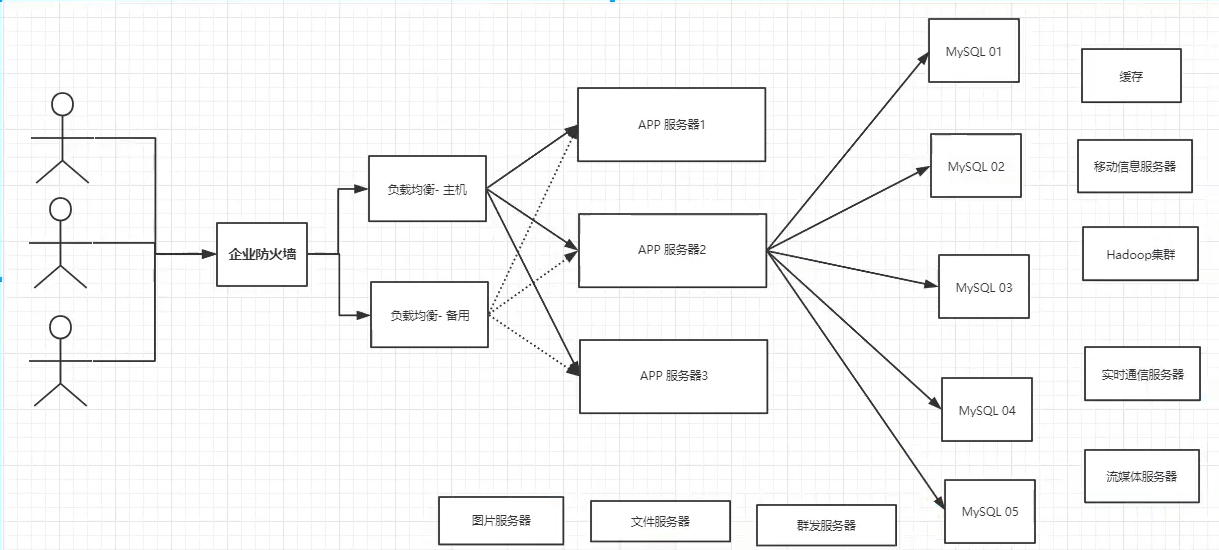 企业防火墙
负载均衡- 主机
负载均衡- 备用
APP 服务器1
APP 服务器2
APP 服务器3
MySQL 01
MySQL 02
MySQL 03
MySQL 04
MySQL 05
缓存
移动信息服务器
Hadoop集群
实时通信服务器
流媒体服务器
图片服务器
文件服务器
群发服务器